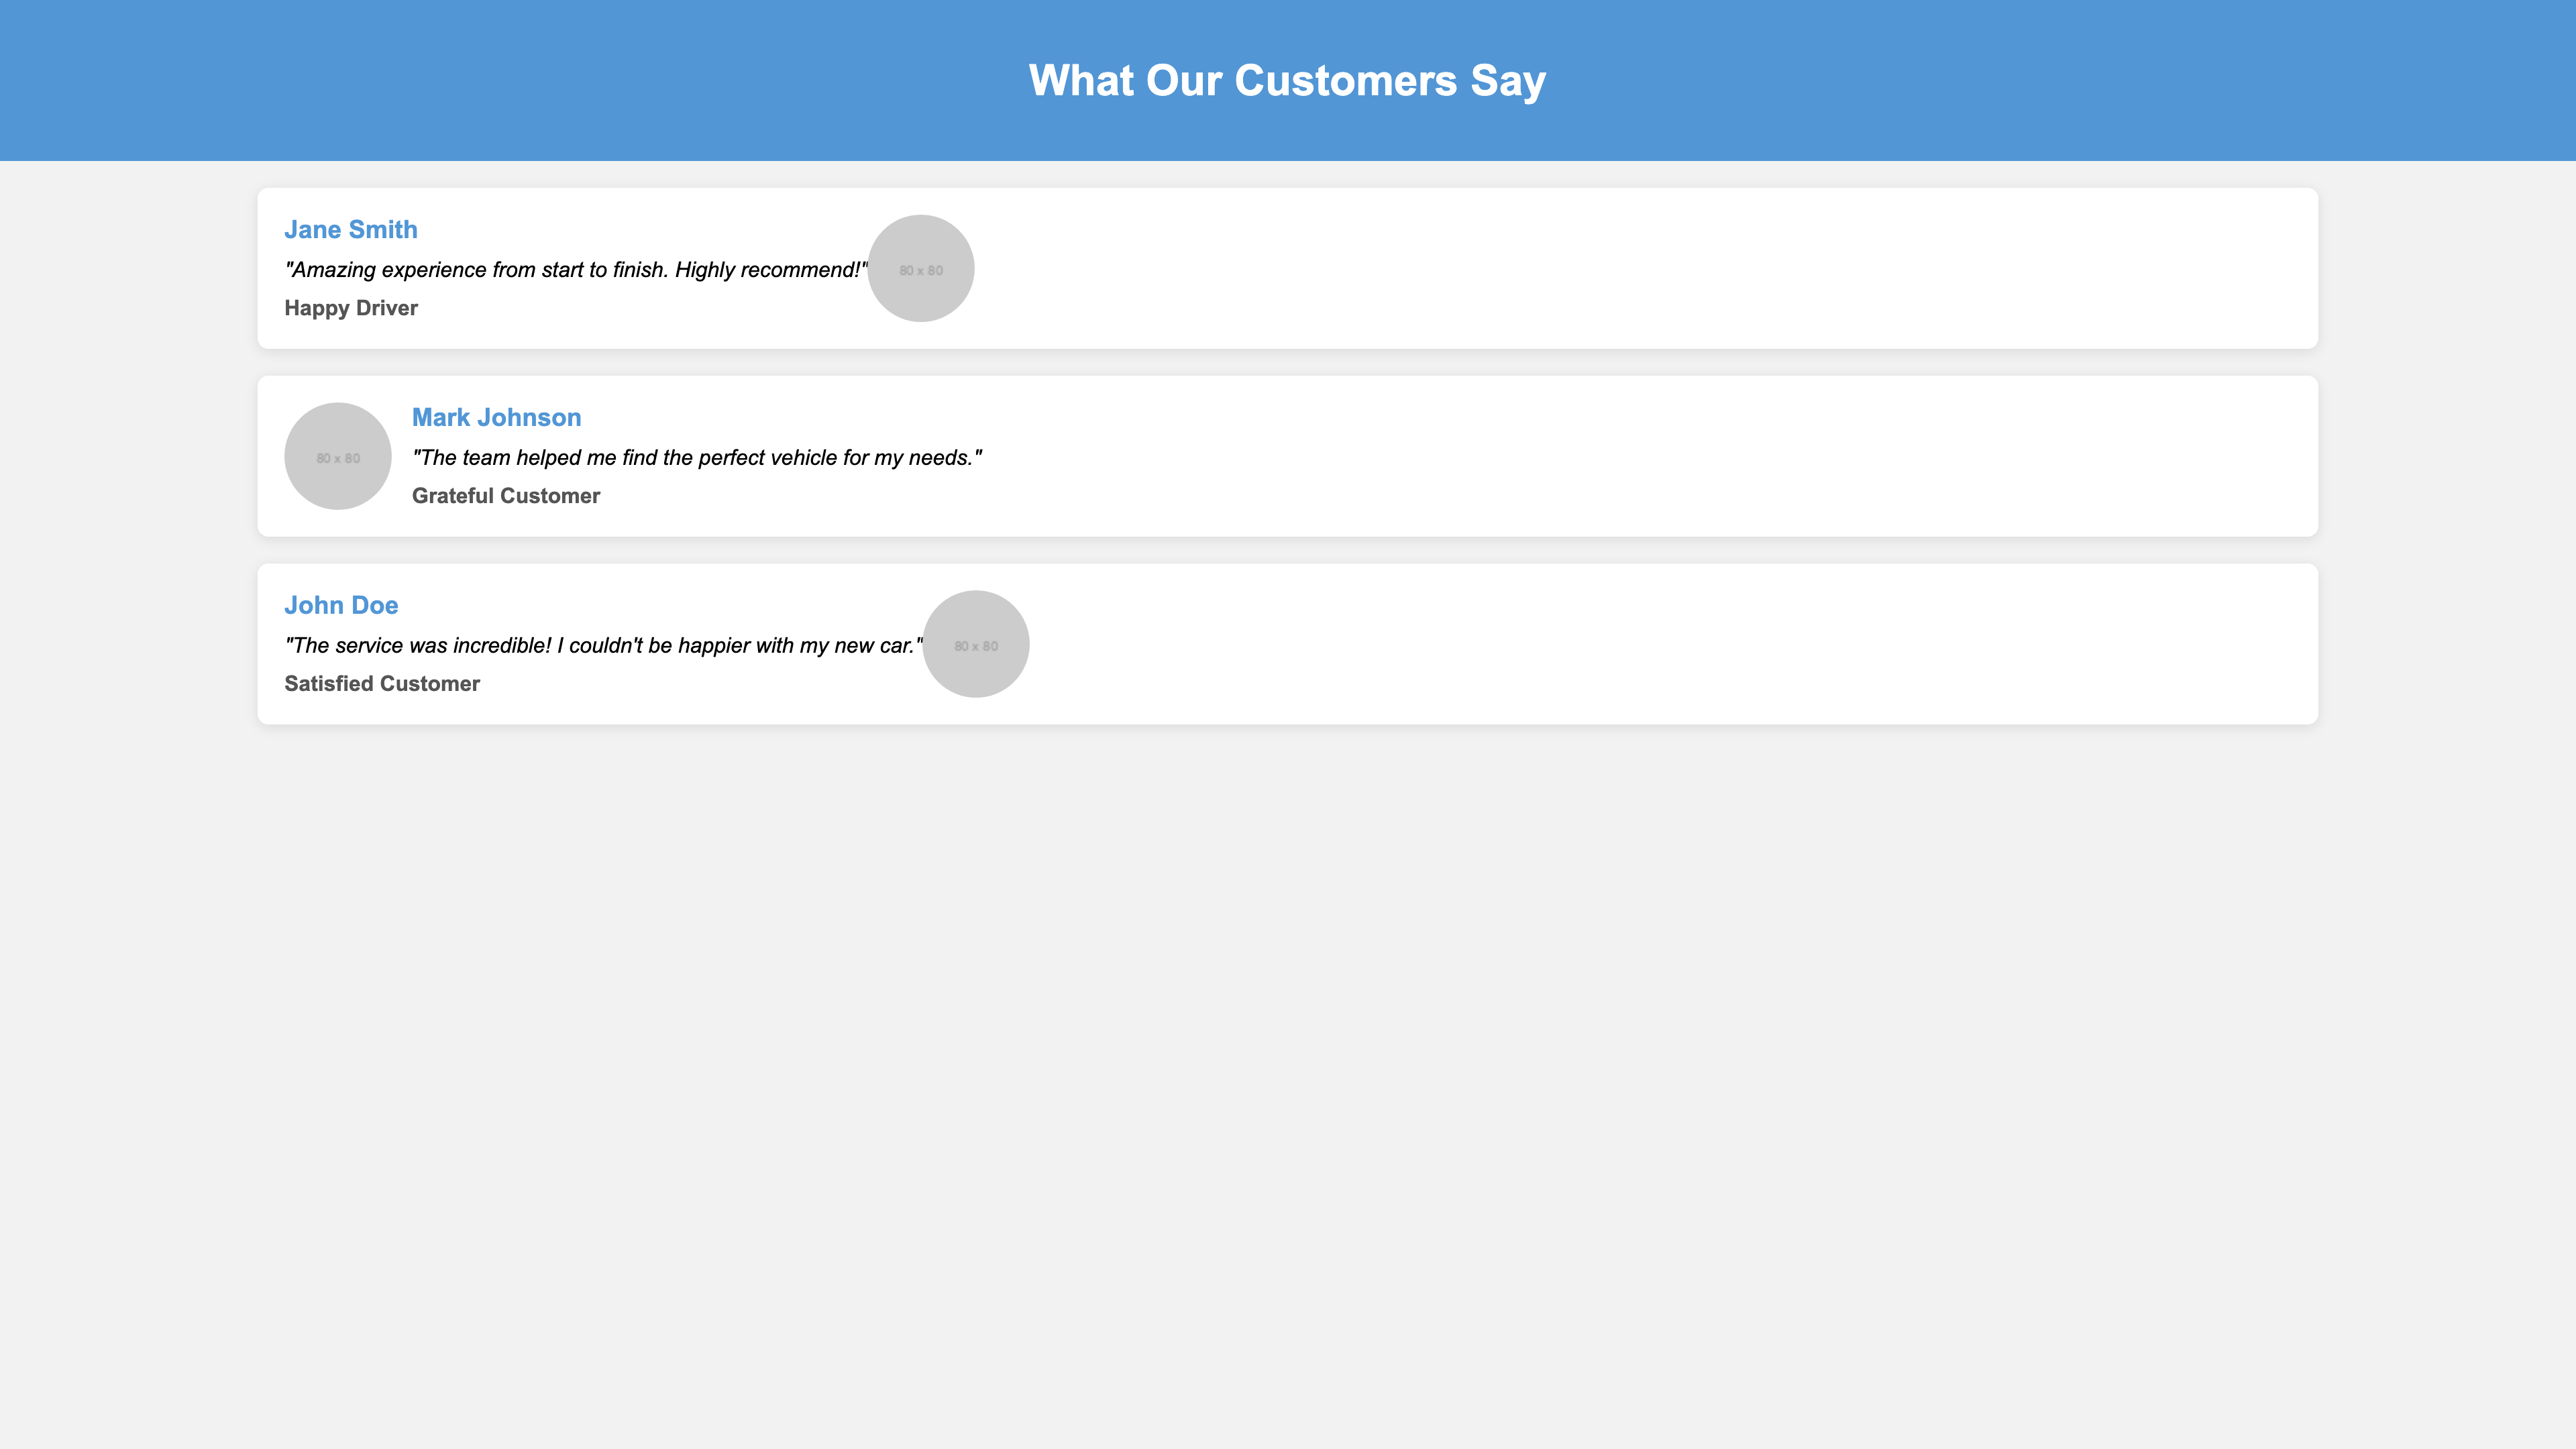 What Our Customers Say
Jane Smith
"Amazing experience from start to finish. Highly recommend!"
Happy Driver
80 x 80
80 x 80
Mark Johnson
"The team helped me find the perfect vehicle for my needs."
Grateful Customer
John Doe
"The service was incredible! I couldn't be happier with my new car."
Satisfied Customer
80 x 80